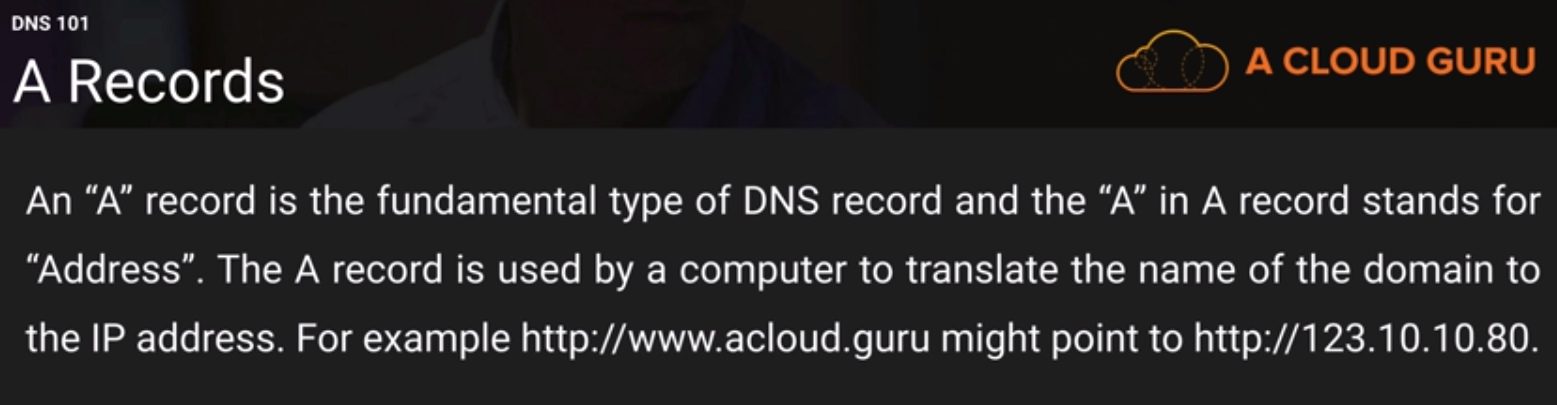 DNS 101
A Records
A CLOUD GURU
An “A” record is the fundamental type of DNS record and the “A” in A record stands for
“Address”. The A record is used by a computer to translate the name of the domain to
the IP address. For example http://www.acloud.guru might point to http://123.10.10.80.